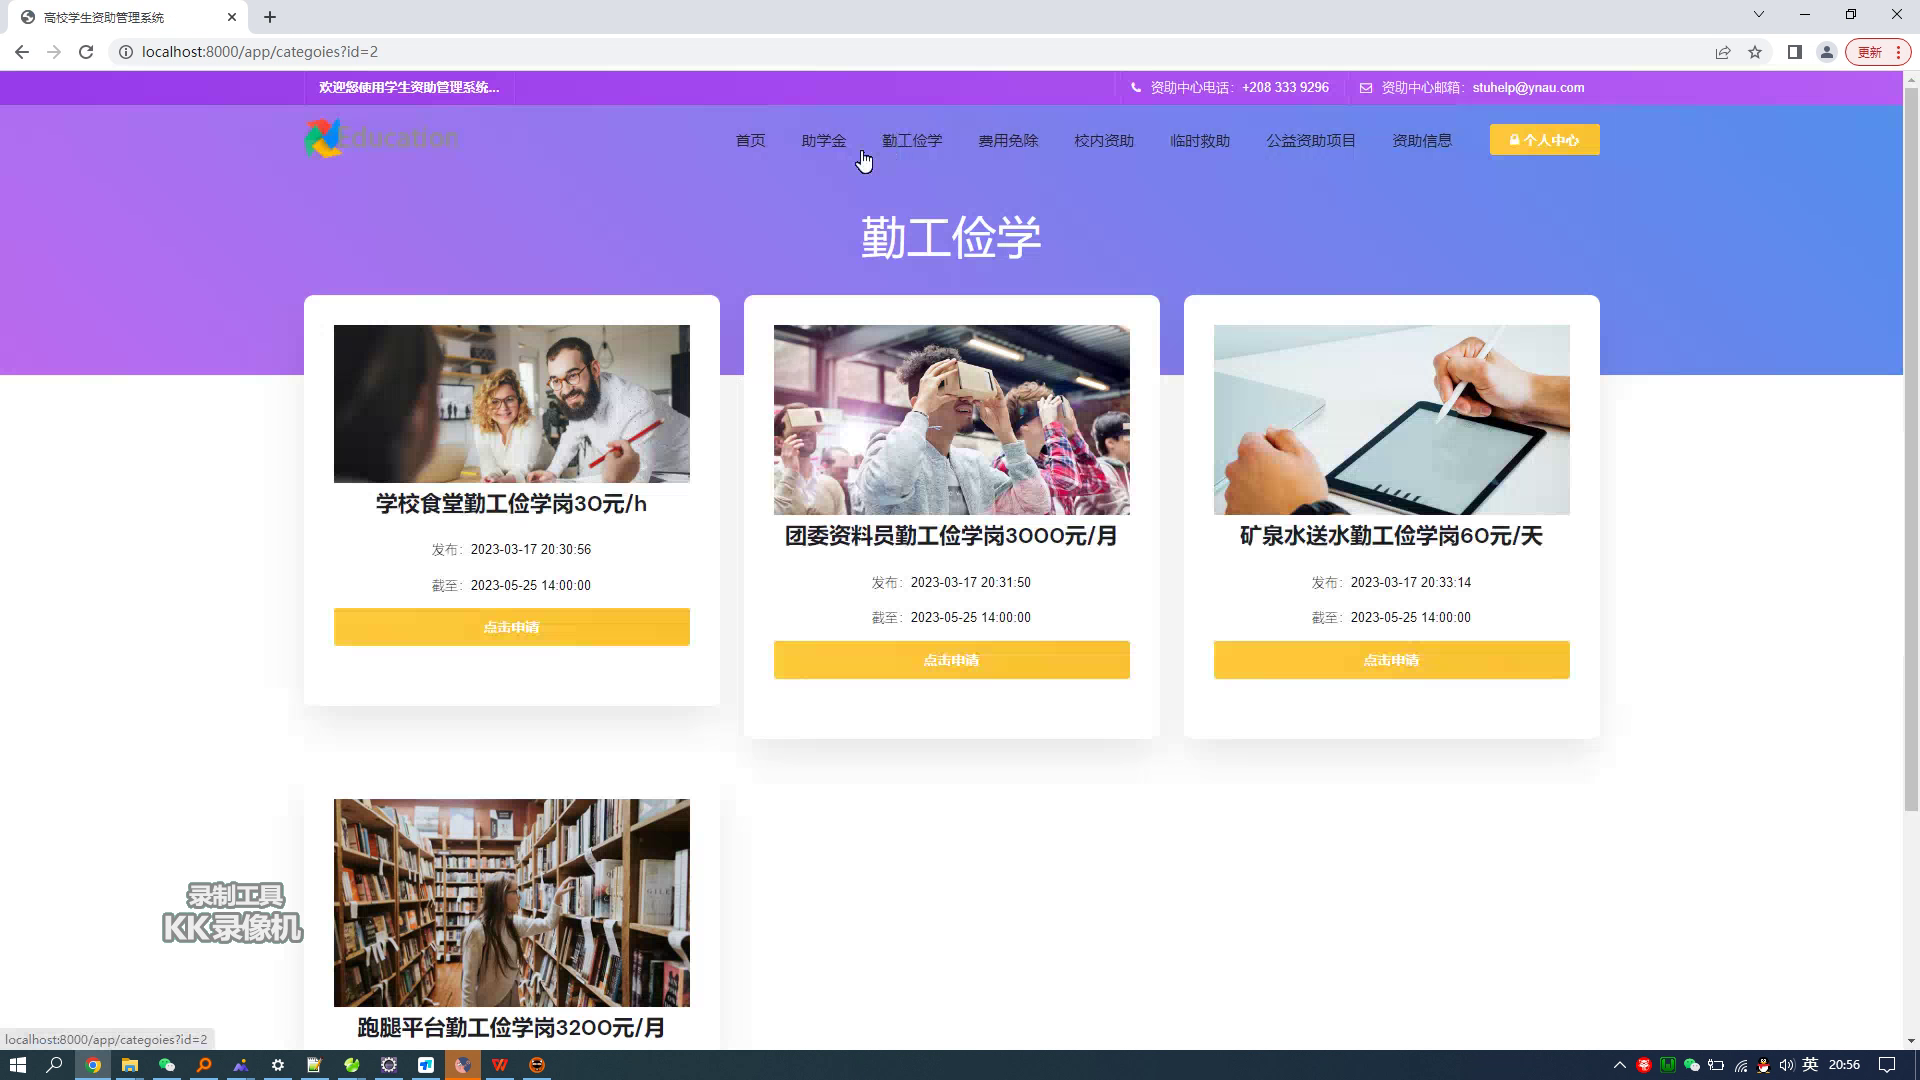 高校学生资助管理系统
localhost:8000/app/categoies?id=2
更新
欢迎您使用学生资助管理系统...
资助中心电话: +208 333 9296
资助中心邮箱: stuhelp@ynau.com
Education
首页
助学金
勤工俭学
费用免除
校内资助
临时救助
公益资助项目
资助信息
个人中心
勤工俭学
学校食堂勤工俭学岗30元/h
发布: 2023-03-17 20:30:56
截至: 2023-05-25 14:00:00
点击申请
团委资料员勤工俭学岗3000元/月
发布: 2023-03-17 20:31:50
截至: 2023-05-25 14:00:00
点击申请
矿泉水送水勤工俭学岗60元/天
发布: 2023-03-17 20:33:14
截至: 2023-05-25 14:00:00
点击申请
跑腿平台勤工俭学岗3200元/月
录制工具
KK录像机
localhost:8000/app/categoies?id=2
英
20:56